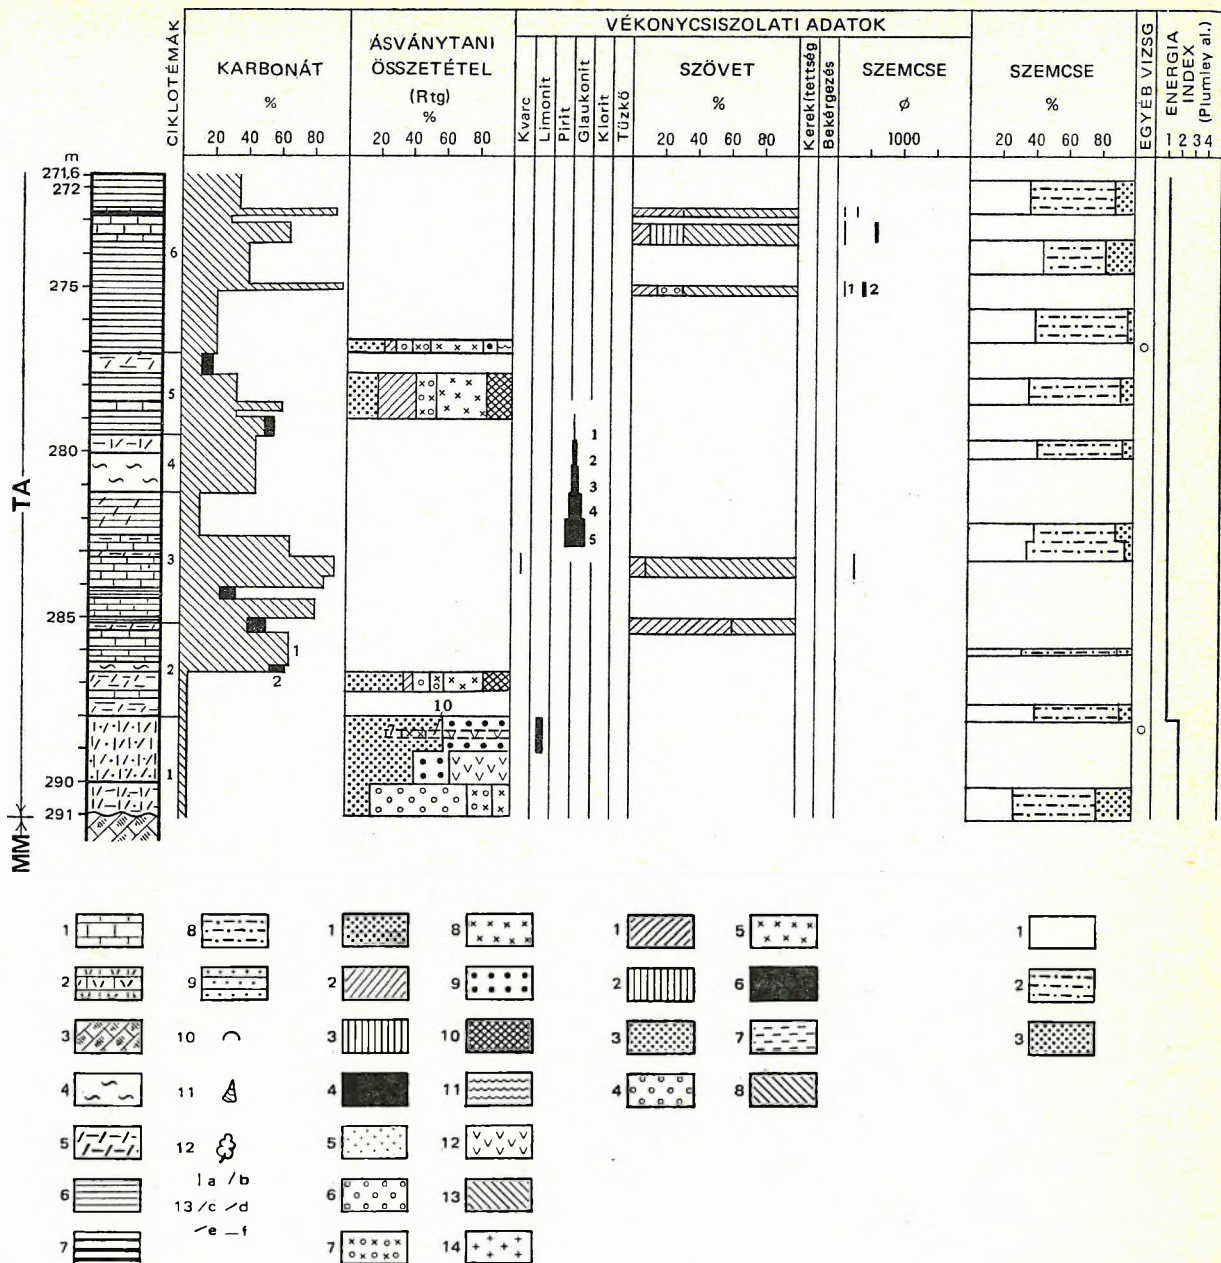 CIKLOTÉMÁK
KARBONÁT
%
20 40 60 80
ÁSVÁNYTANI
ÖSSZETÉTEL
(Rtg)
%
20 40 60 80
VÉKONYCSISZOLATI ADATOK
Kvarc
Limonit
Pirit
Glaukonit
Klorit
Tűzkő
SZÖVET
%
20 40 60 80
Kerekítettség
Bekérgezés
SZEMCSE
ø
1000
SZEMCSE
%
20 40 60 80
EGYÉB VIZSG
ENERGIA
INDEX
(Plumley al.)
1 2 3 4
m
271,6
272
275
280
285
290
291
TA
MM
6
5
4
3
2
1
1
2
10
7
1
2
3
4
5
1 2
1
2
3
4
5
6
7
8
9
10
11
12
13 a b
c d
e f
1
2
3
4
5
6
7
8
9
10
11
12
13
14
1
2
3
4
5
6
7
8
1
2
3